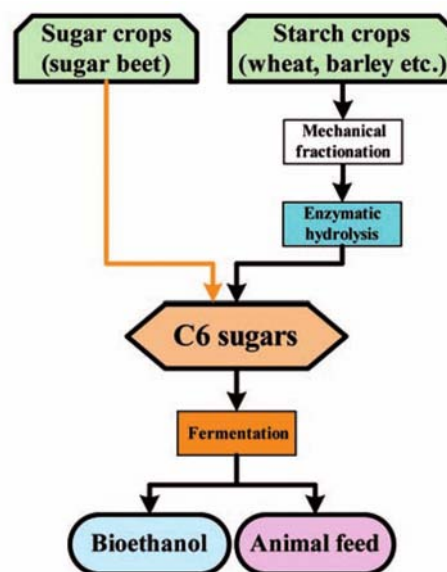 Sugar crops
(sugar beet)
Starch crops
(wheat, barley etc.)
Mechanical
fractionation
Enzymatic
hydrolysis
C6 sugars
Fermentation
Bioethanol
Animal feed